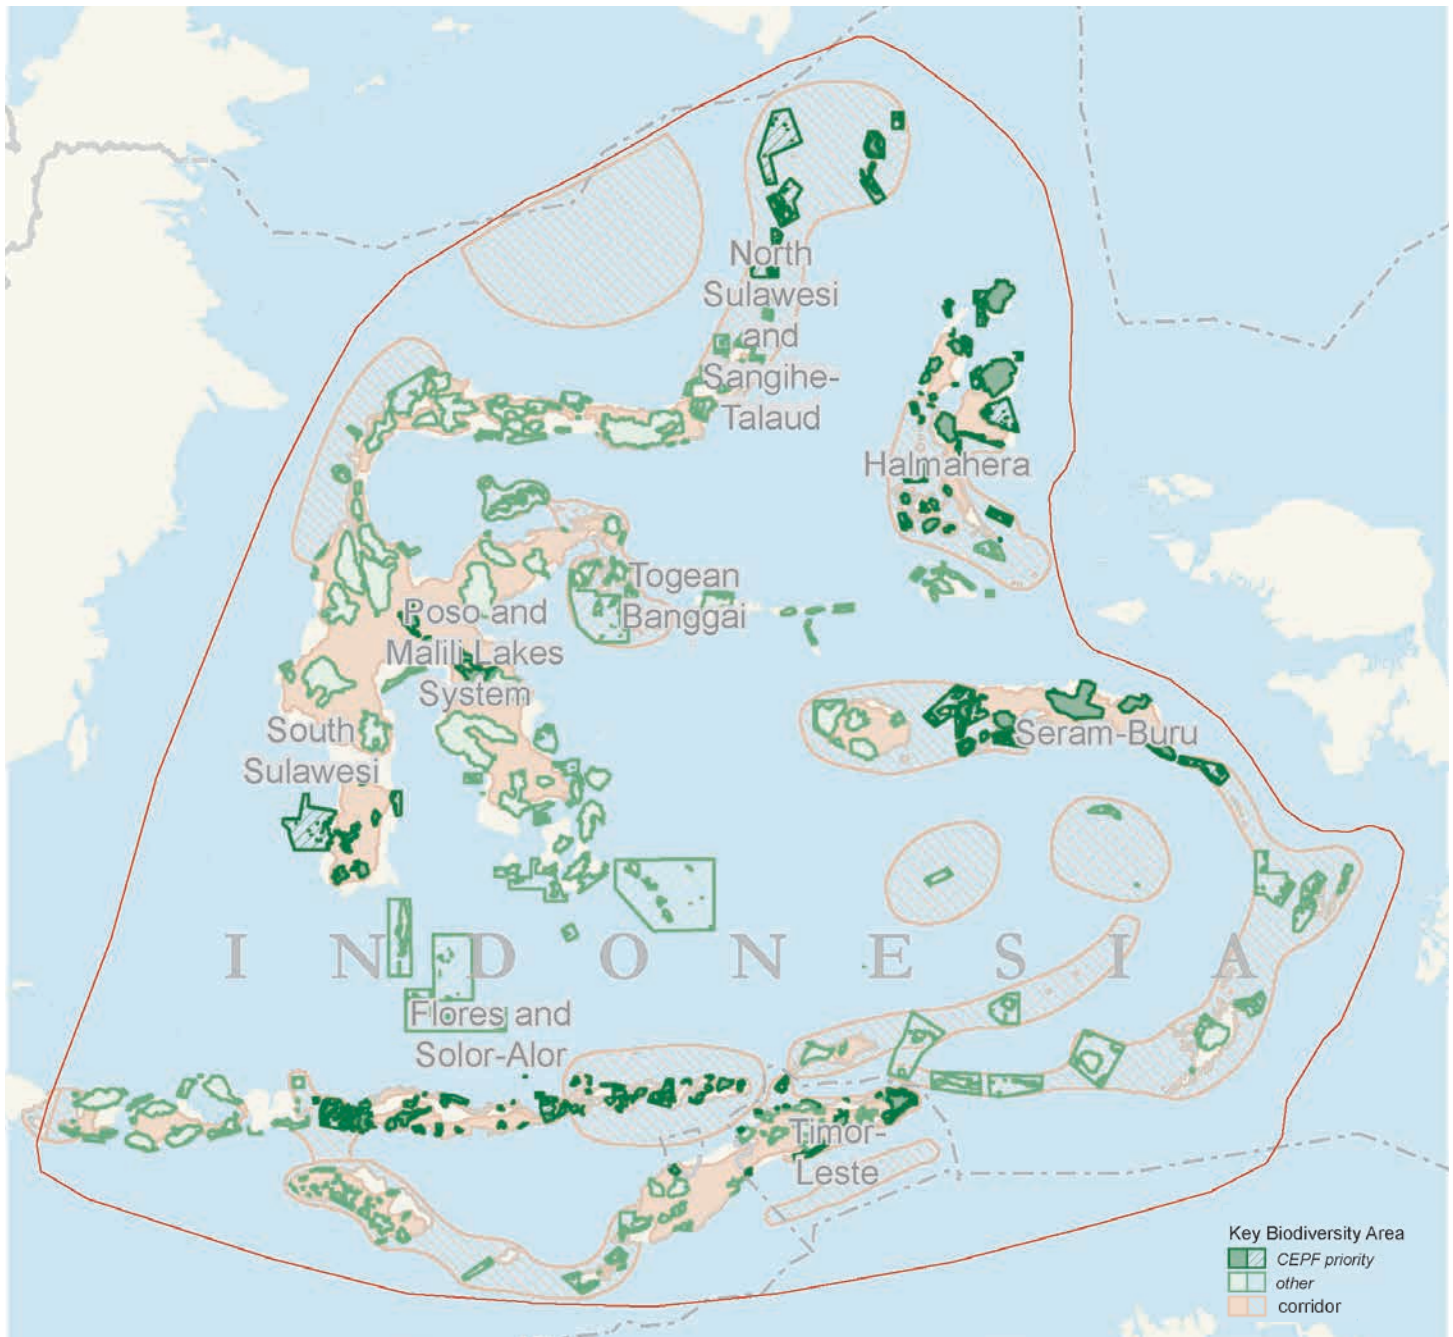 North
Sulawesi
and
Sangihe-
Talaud
Halmahera
Togean
Banggai
Poso and
Malili Lakes
System
South
Sulawesi
Seram-Buru
INDONESIA
Flores and
Solor-Alor
Timor-
Leste
Key Biodiversity Area
CEPF priority
other
corridor